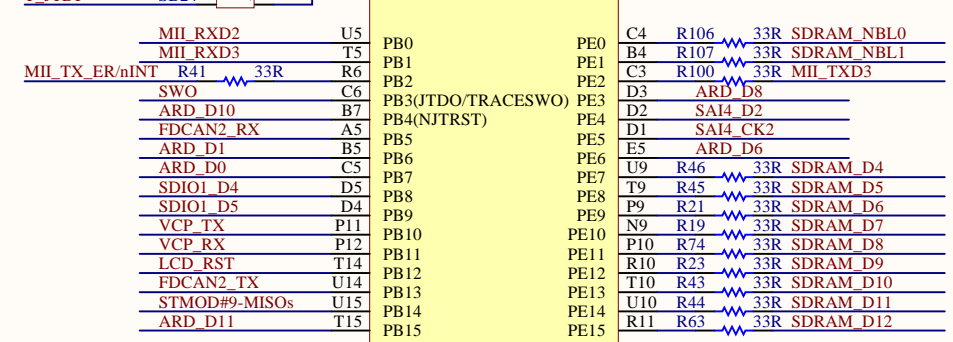 MII_RXD2 U5 PB0 PE0 C4 R106 33R SDRAM_NBL0
MII_RXD3 T5 PB1 PE1 B4 R107 33R SDRAM_NBL1
MII_TX_ER/nINT R41 33R R6 PB2 PE2 C3 R100 33R MII_TXD3
SWO C6 PB3(JTDO/TRACESWO) PE3 D3 ARD_D8
ARD_D10 B7 PB4(NJTRST) PE4 D2 SAI4_D2
FDCAN2_RX A5 PB5 PE5 D1 SAI4_CK2
ARD_D1 B5 PB6 PE6 E5 ARD_D6
ARD_D0 C5 PB7 PE7 U9 R46 33R SDRAM_D4
SDIO1_D4 D5 PB8 PE8 T9 R45 33R SDRAM_D5
SDIO1_D5 D4 PB9 PE9 P9 R21 33R SDRAM_D6
VCP_TX P11 PB10 PE10 N9 R19 33R SDRAM_D7
VCP_RX P12 PB11 PE11 P10 R74 33R SDRAM_D8
LCD_RST T14 PB12 PE12 R10 R23 33R SDRAM_D9
FDCAN2_TX U14 PB13 PE13 T10 R43 33R SDRAM_D10
STMOD#9-MISOs U15 PB14 PE14 U10 R44 33R SDRAM_D11
ARD_D11 T15 PB15 PE15 R11 R63 33R SDRAM_D12